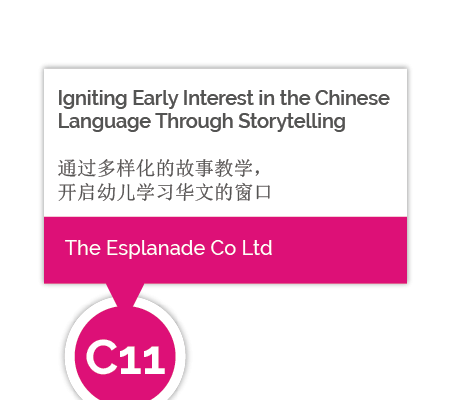 Igniting Early Interest in the Chinese
Language Through Storytelling
通过多样化的故事教学，
开启幼儿学习华文的窗口
The Esplanade Co Ltd
C11